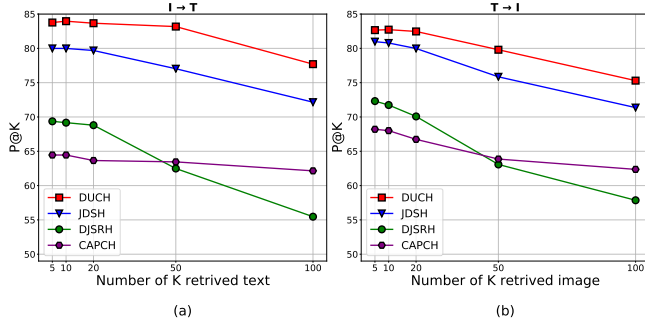 I → T
P@K
85
80
75
70
65
60
55
50
DUCH
JDSH
DJSRH
CAPCH
5 10 20 50 100
Number of K retrived text
(a)
T → I
P@K
85
80
75
70
65
60
55
50
DUCH
JDSH
DJSRH
CAPCH
5 10 20 50 100
Number of K retrived image
(b)